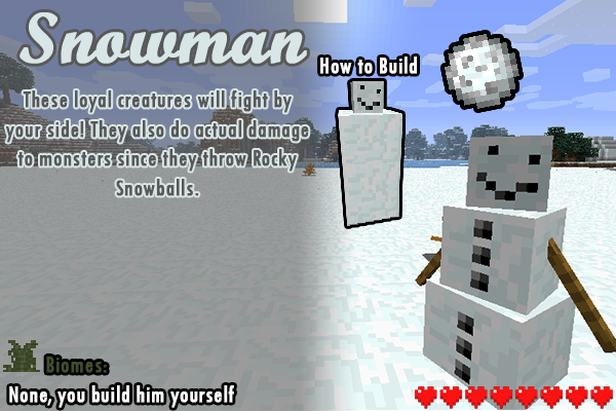 Snowman
These loyal creatures will fight by
your side! They also do actual damage
to monsters since they throw Rocky
Snowballs.
How to Build
Biomes:
None, you build him yourself